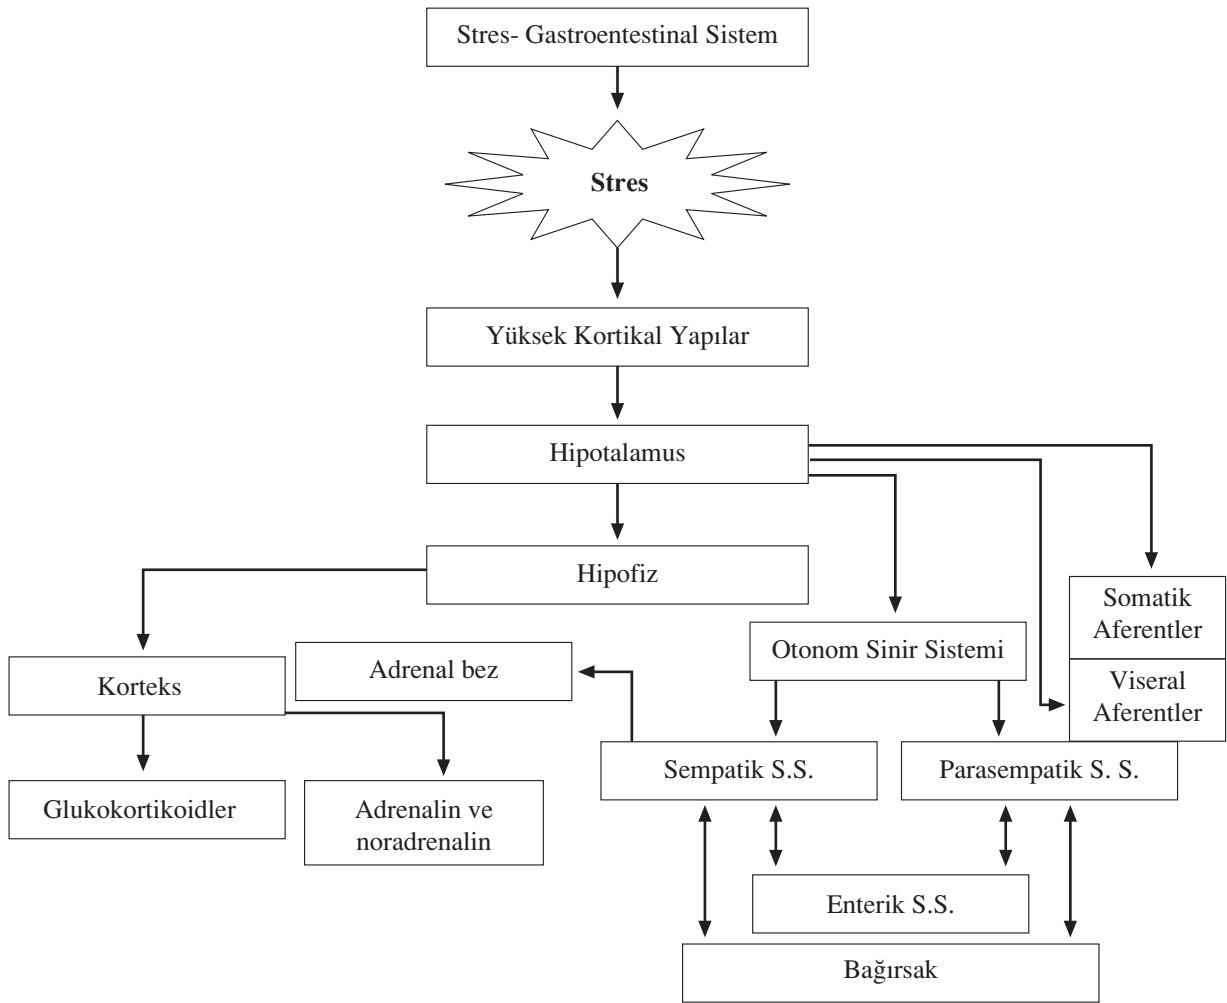 Stres- Gastroentestinal Sistem
Stres
Yüksek Kortikal Yapılar
Hipotalamus
Hipofiz
Somatik
Aferentler
Viseral
Aferentler
Otonom Sinir Sistemi
Adrenal bez
Korteks
Sempatik S.S.
Parasempatik S. S.
Glukokortikoidler
Adrenalin ve
noradrenalin
Enterik S.S.
Bağırsak